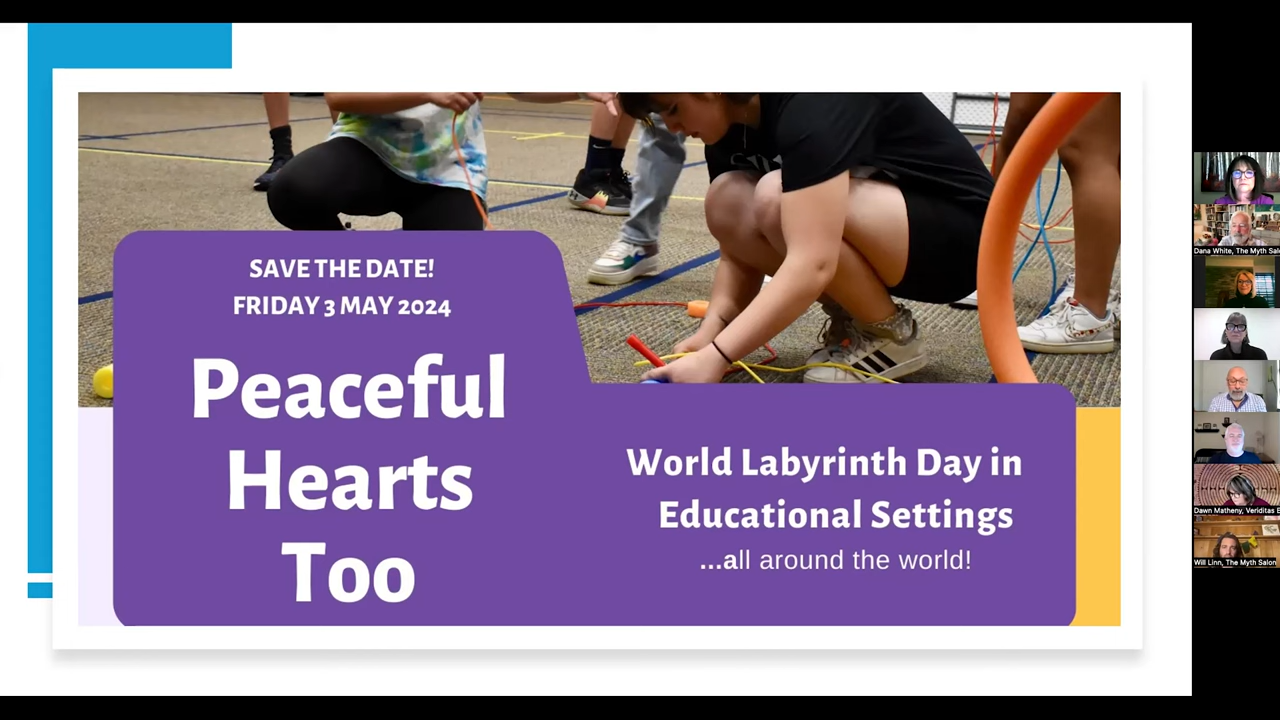 SAVE THE DATE!
FRIDAY 3 MAY 2024
Peaceful
Hearts
Too
World Labyrinth Day in
Educational Settings
...all around the world!
Dana White, The Myth Salo
Dawn Matheny, Veriditas E
Will Linn, The Myth Salon